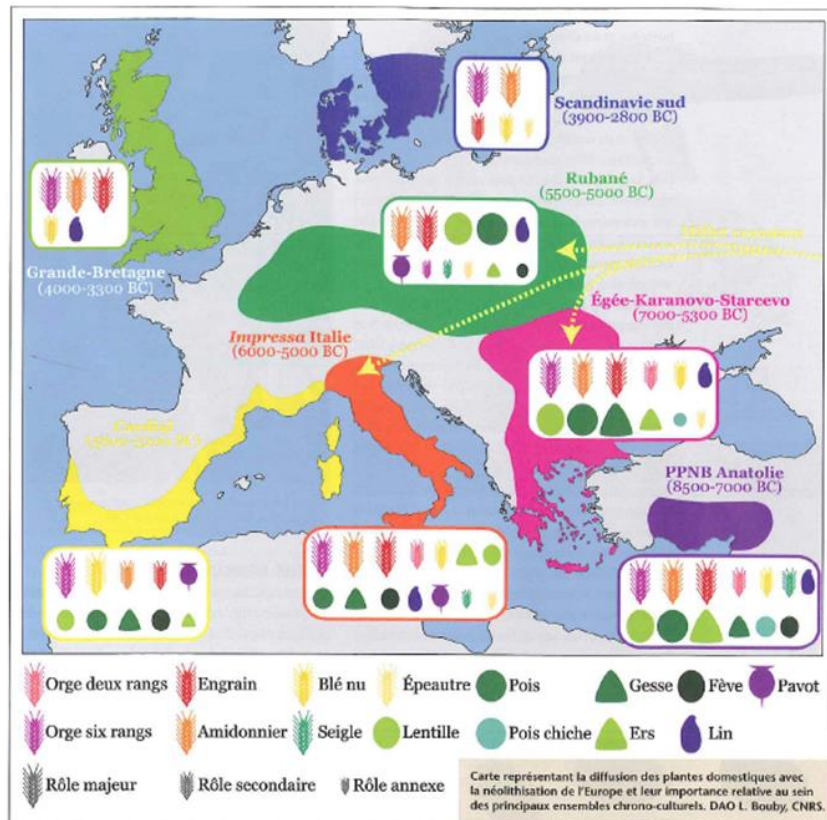 Scandinavie sud
(3900-2800 BC)
Rubané
(5500-5000 BC)
Grande-Bretagne
(4000-3300 BC)
Égée-Karanovo-Starcevo
(7000-5300 BC)
Impressa Italie
(6000-5000 BC)
Cardial
PPNB Anatolie
(8500-7000 BC)
Orge deux rangs
Engrain
Blé nu
Épeautre
Pois
Gesse
Fève
Pavot
Orge six rangs
Amidonnier
Seigle
Lentille
Pois chiche
Ers
Lin
Rôle majeur
Rôle secondaire
Rôle annexe
Carte représentant la diffusion des plantes domestiques avec
la néolithisation de l'Europe et leur importance relative au sein
des principaux ensembles chrono-culturels. DAO L. Bouby, CNRS.